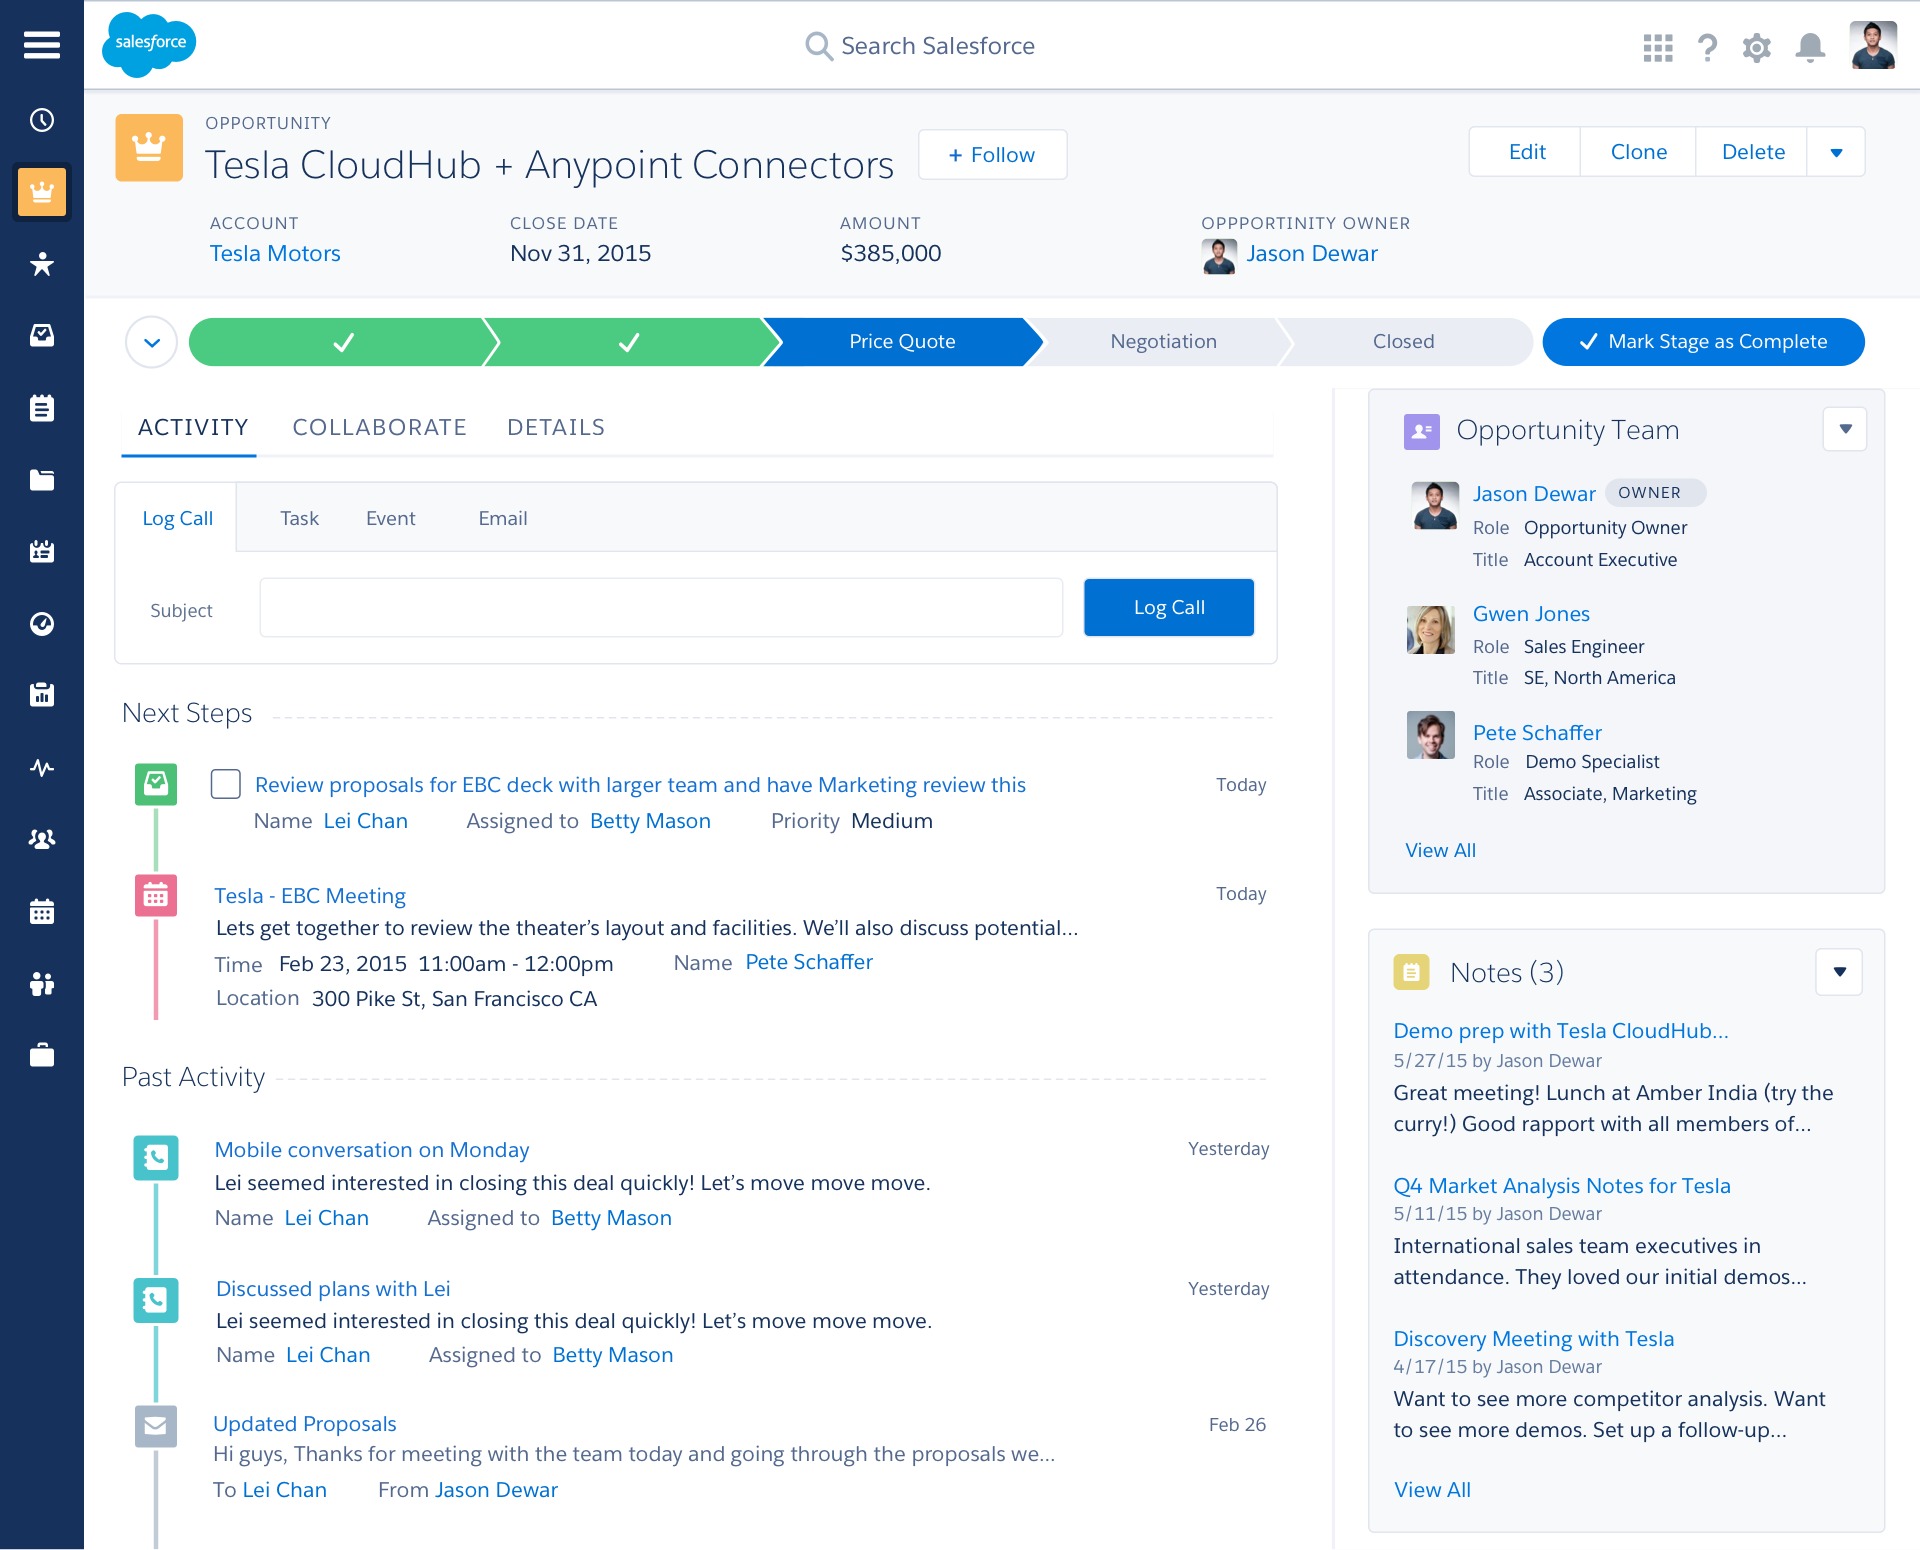 salesforce
Search Salesforce
OPPORTUNITY
Tesla CloudHub + Anypoint Connectors
+ Follow
Edit
Clone
Delete
ACCOUNT
CLOSE DATE
AMOUNT
OPPPORTINITY OWNER
Tesla Motors
Nov 31, 2015
$385,000
Jason Dewar
Price Quote
Negotiation
Closed
Mark Stage as Complete
ACTIVITY
COLLABORATE
DETAILS
Log Call
Task
Event
Email
Subject
Log Call
Next Steps
Review proposals for EBC deck with larger team and have Marketing review this
Today
Name Lei Chan Assigned to Betty Mason Priority Medium
Tesla - EBC Meeting
Today
Lets get together to review the theater’s layout and facilities. We’ll also discuss potential...
Time Feb 23, 2015 11:00am - 12:00pm Name Pete Schaffer
Location 300 Pike St, San Francisco CA
Past Activity
Mobile conversation on Monday
Yesterday
Lei seemed interested in closing this deal quickly! Let’s move move move.
Name Lei Chan Assigned to Betty Mason
Discussed plans with Lei
Yesterday
Lei seemed interested in closing this deal quickly! Let’s move move move.
Name Lei Chan Assigned to Betty Mason
Updated Proposals
Feb 26
Hi guys, Thanks for meeting with the team today and going through the proposals we...
To Lei Chan From Jason Dewar
Opportunity Team
Jason Dewar OWNER
Role Opportunity Owner
Title Account Executive
Gwen Jones
Role Sales Engineer
Title SE, North America
Pete Schaffer
Role Demo Specialist
Title Associate, Marketing
View All
Notes (3)
Demo prep with Tesla CloudHub...
5/27/15 by Jason Dewar
Great meeting! Lunch at Amber India (try the
curry!) Good rapport with all members of...
Q4 Market Analysis Notes for Tesla
5/11/15 by Jason Dewar
International sales team executives in
attendance. They loved our initial demos...
Discovery Meeting with Tesla
4/17/15 by Jason Dewar
Want to see more competitor analysis. Want
to see more demos. Set up a follow-up...
View All